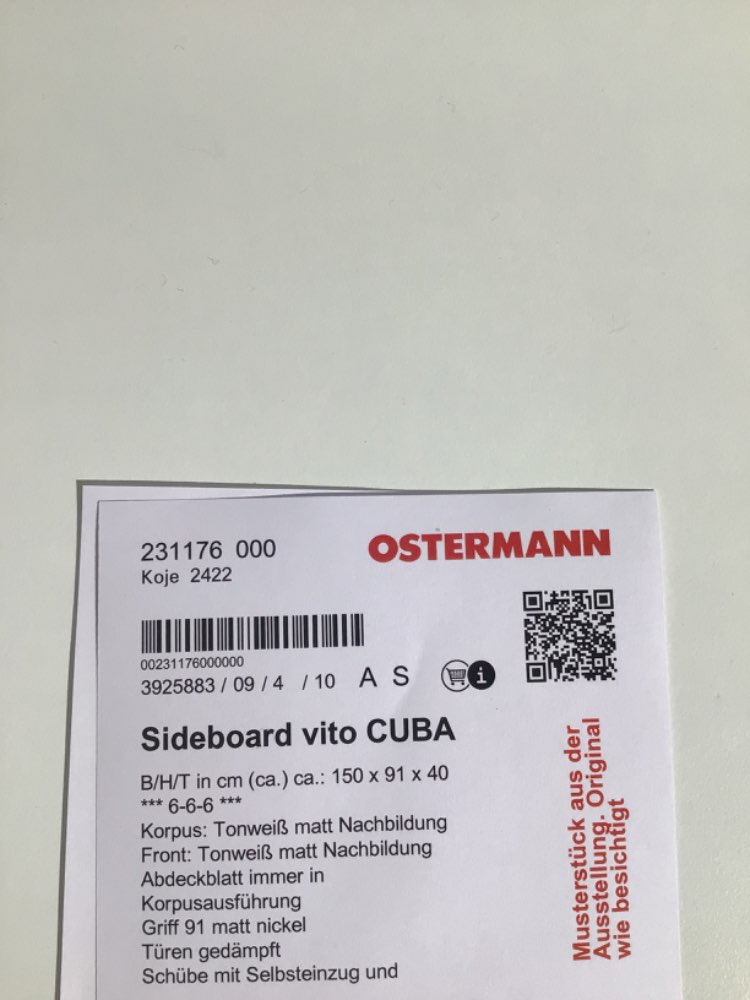 231176 000
OSTERMANN
Koje 2422
00231176000000
3925883 / 09 / 4 / 10 A S
i
Sideboard vito CUBA
B/H/T in cm (ca.) ca.: 150 x 91 x 40
*** 6-6-6 ***
Korpus: Tonweiß matt Nachbildung
Front: Tonweiß matt Nachbildung
Abdeckblatt immer in
Korpusausführung
Griff 91 matt nickel
Türen gedämpft
Schübe mit Selbsteinzug und
Musterstück aus der
Ausstellung. Original
wie besichtigt